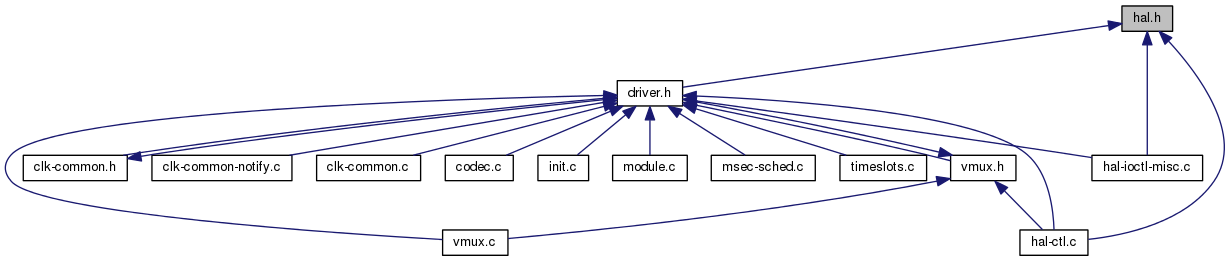 hal.h
driver.h
clk-common.h
clk-common-notify.c
clk-common.c
codec.c
init.c
module.c
msec-sched.c
timeslots.c
vmux.h
hal-ioctl-misc.c
vmux.c
hal-ctl.c